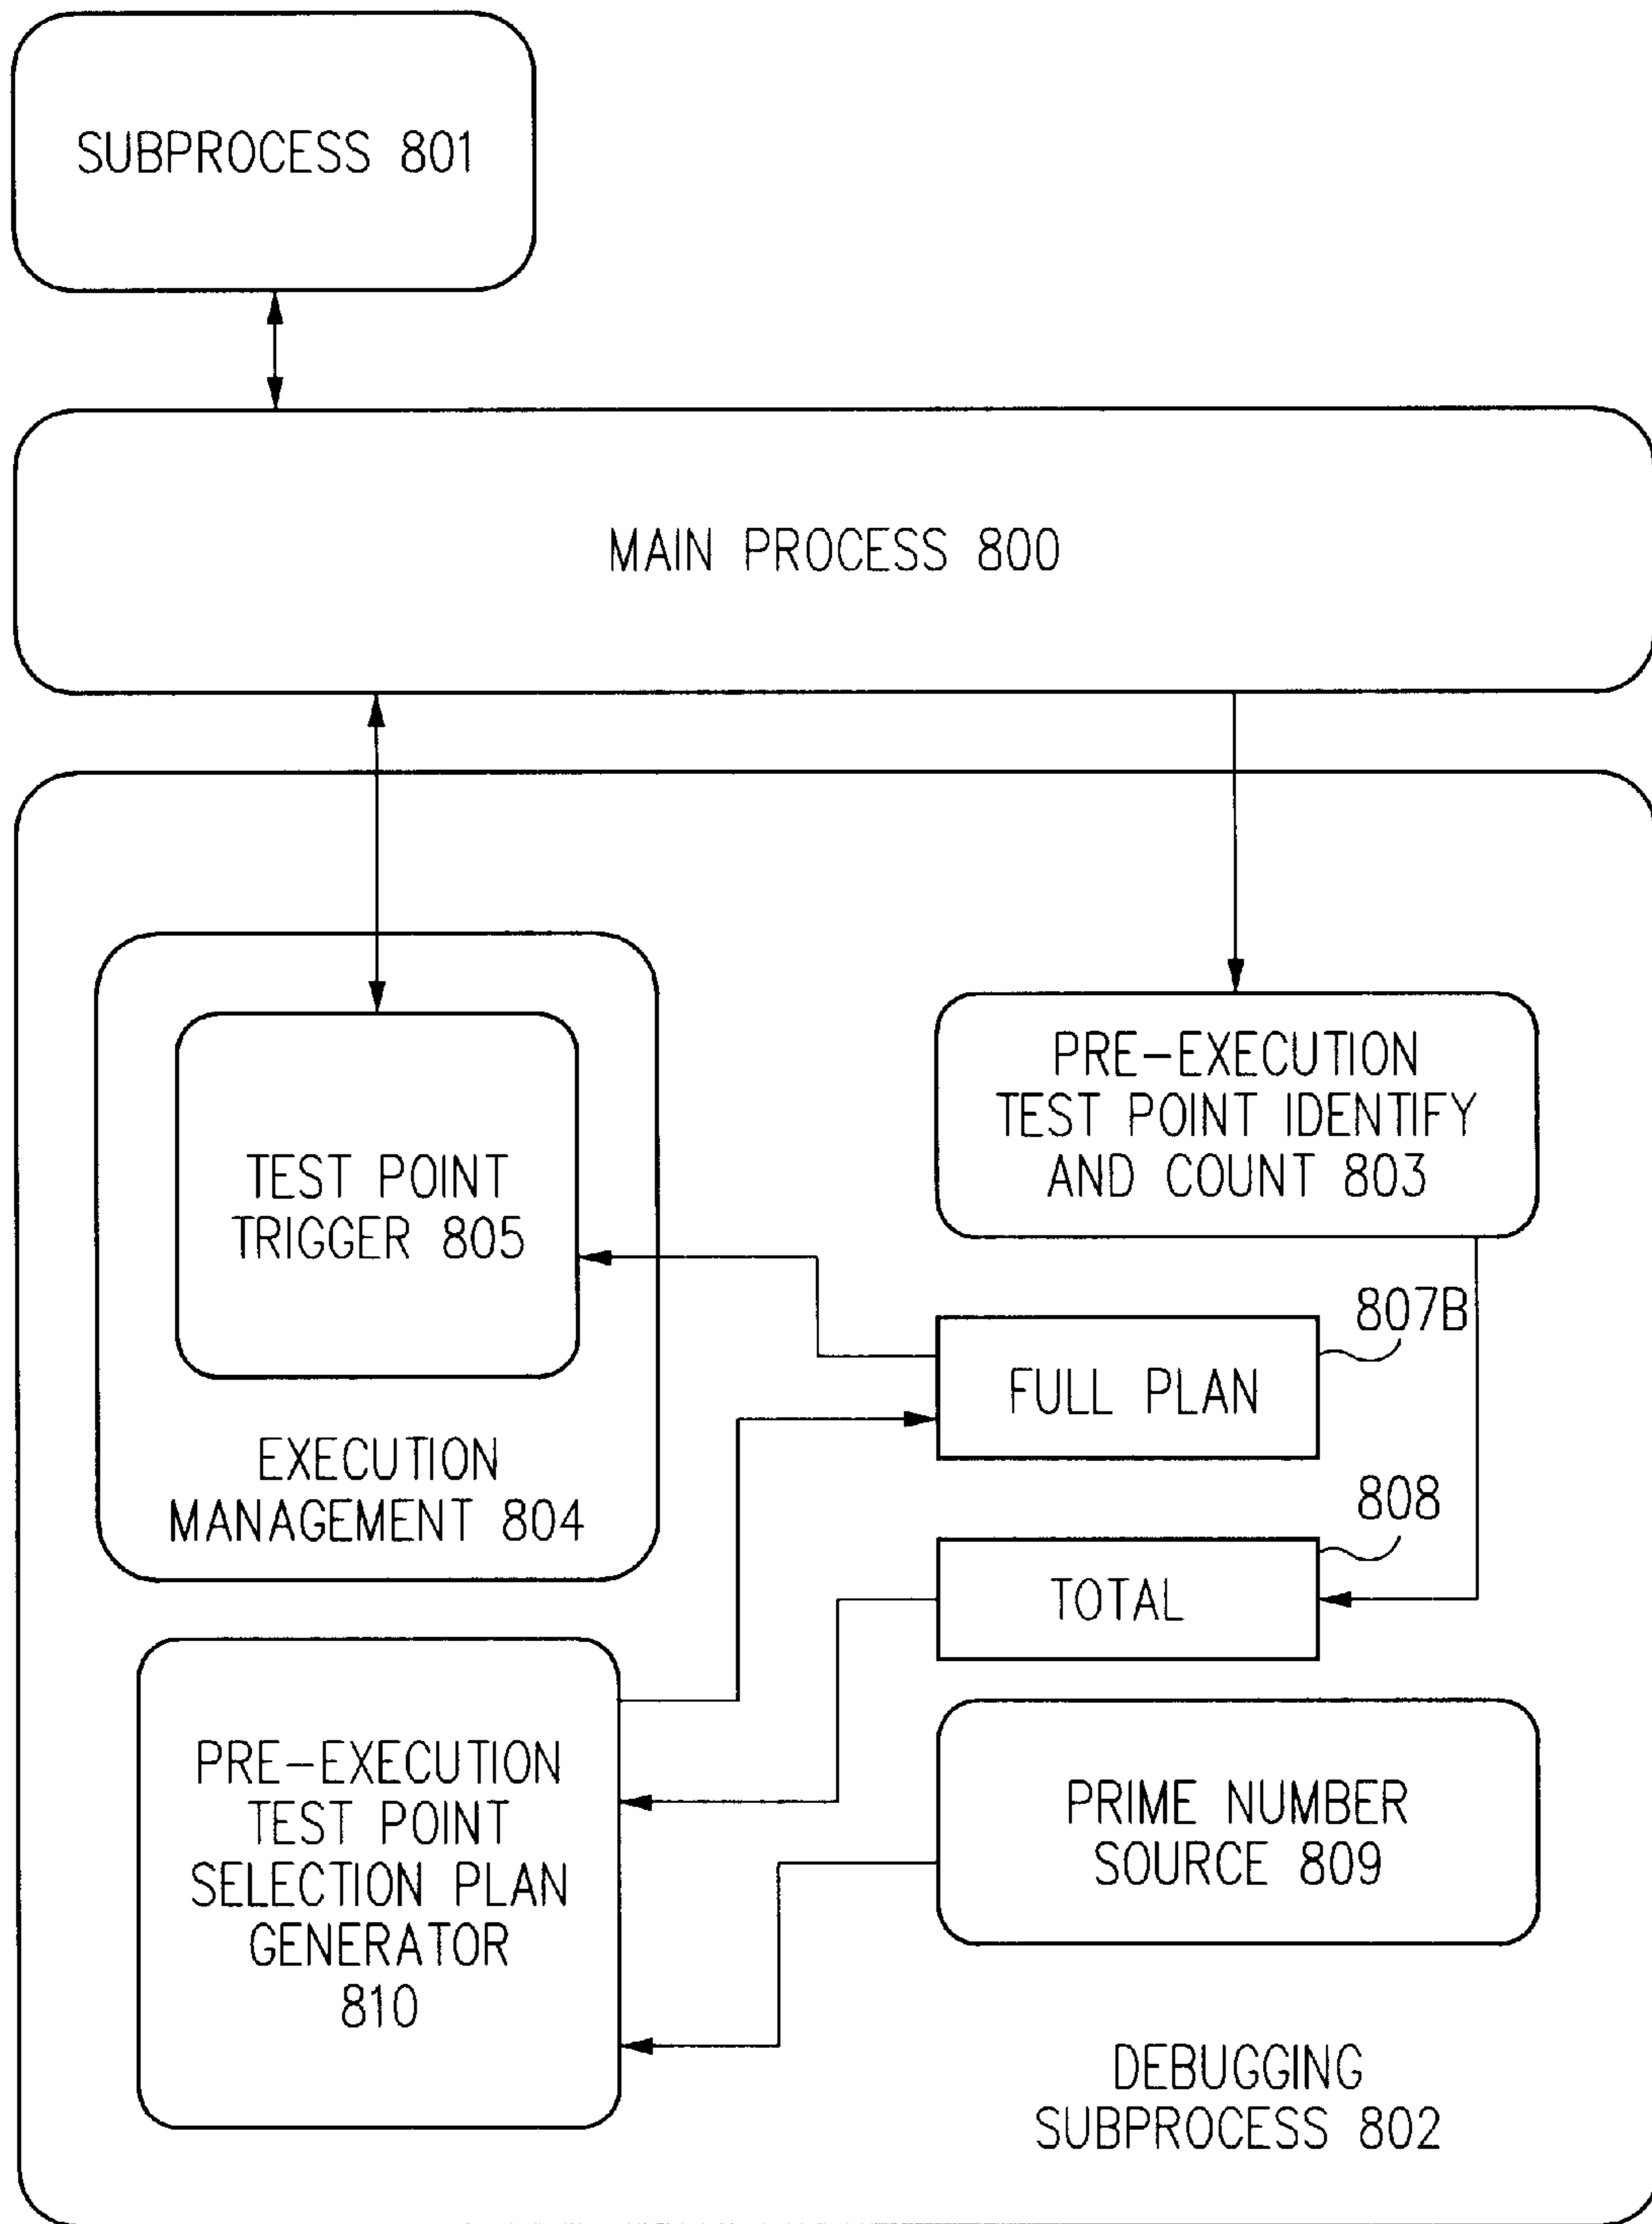 SUBPROCESS 801
MAIN PROCESS 800
PRE-EXECUTION
TEST POINT IDENTIFY
AND COUNT 803
TEST POINT
TRIGGER 805
807B
FULL PLAN
EXECUTION
MANAGEMENT 804
808
TOTAL
PRE-EXECUTION
TEST POINT
SELECTION PLAN
GENERATOR
810
PRIME NUMBER
SOURCE 809
DEBUGGING
SUBPROCESS 802